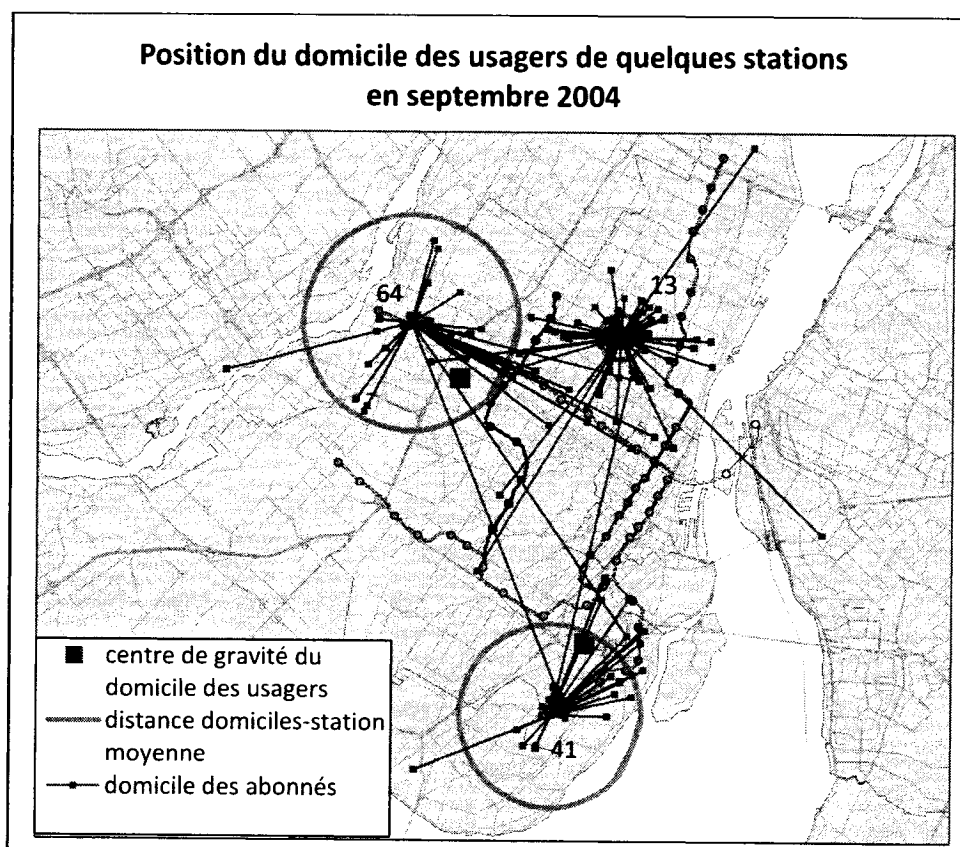 Position du domicile des usagers de quelques stations
en septembre 2004
64
13
41
centre de gravité du
domicile des usagers
distance domiciles-station
moyenne
domicile des abonnés